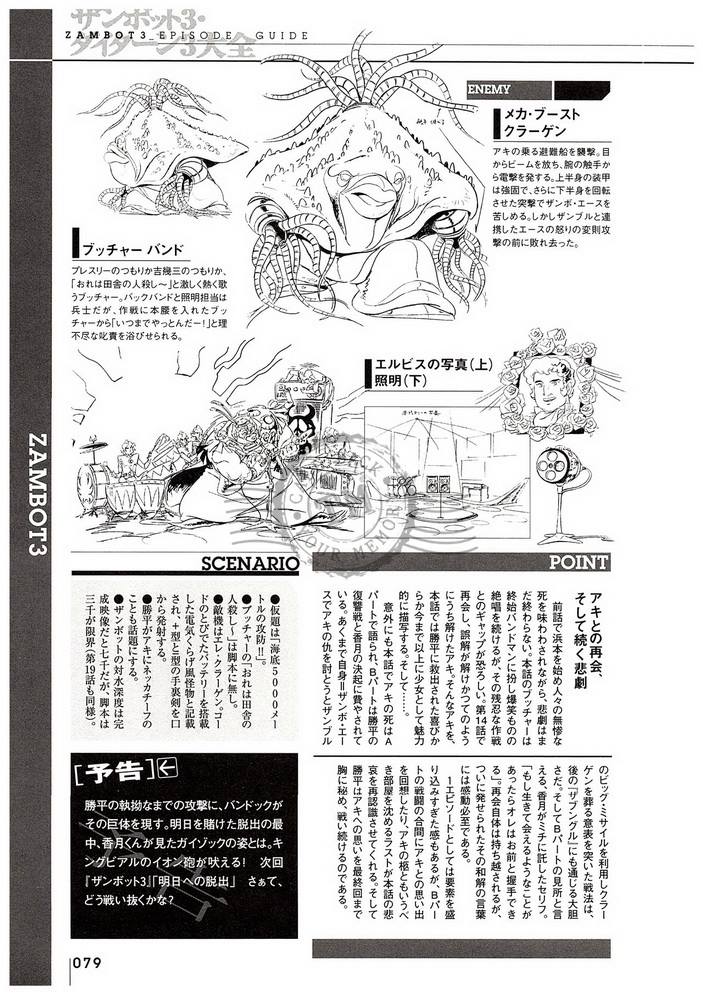 ザンボット3・
ダイターン3大全
ZAMBOT3_EPISODE GUIDE
ENEMY
メカ・ブースト
クラーゲン
アキの乗る避難船を襲撃。目
からビームを放ち、腕の触手から
電撃を発する。上半身の装甲
は強固で、さらに下半身を回転
させた突撃でザンボ・エースを
苦しめる。しかしザンブルと連
携したエースの怒りの変則攻
撃の前に敗れ去った。
ブッチャー バンド
プレスリーのつもりか吉幾三のつもりか、
「おれは田舎の人殺し〜」と激しく熱く歌
うブッチャー。バックバンドと照明担当は
兵士だが、作戦に本腰を入れたブッ
チャーから「いつまでやっとんだー!」と理
不尽な叱責を浴びせられる。
エルビスの写真(上)
照明(下)
ZAMBOT3
SCENARIO
●仮題は「海底5000メー
トルの攻防!!」。
●ブッチャーの「おれは田舎の
人殺し〜」は脚本に無し。
●敵機はエレ・クラーゲン。コー
ドのとびでたバッテリーを搭載
した電気くらげ風怪物と記載
され、+型と-型の手裏剣を口
から発射する。
●勝平がアキにネッカチーフの
ことも話題にする。
●ザンボットの対水深度は完
成映像だと七千だが、脚本は
三千が限界(第19話も同様)。
POINT
アキとの再会、
そして続く悲劇
前話で浜本を始め人々の無惨な
死を味わわされながら、悲劇はま
だ終わらない。本話のブッチャーは
終始バンドマンに扮し爆笑ものの
絶唱を続けるが、その残忍な作戦
とのギャップが恐ろしい。第14話で
再会し、誤解が解けかつてのよう
にうち解けたアキ。そんなアキを、
本話では勝平に救出された喜びか
らか今まで以上に少女として魅力
的に描写する。そして……。
意外にも本話でアキの死はA
パートで語られ、Bパートは勝平の
復讐戦と香月の決起に費やされて
いる。あくまで自身＝ザンボ・エー
スでアキの仇を討とうとザンブル
のビッグ・ミサイルを利用しクラー
ゲンを葬る意表を突いた戦法は、
後の『ザブングル』にも通じる大胆
さだ。そしてBパートの見所と言
える、香月がミチに託したセリフ。
「もし生きて会えるようなことが
あったらオレはお前と握手でき
る」。再会自体は持ち越されるが、
ついに発せられたその和解の言葉
には感動必至である。
1エピソードとしては要素を盛
り込みすぎた感もあるが、Bパー
トの戦闘の合間にアキとの思い出
を回想したり、アキの柩ともいうべ
き部屋を沈めるラストが本話の悲
哀を再認識させてくれる。そして
勝平はアキへの思いを最終回まで
胸に秘め、戦い続けるのである。
[予告]
勝平の執拗なまでの攻撃に、バンドックが
その巨体を現す。明日を賭けた脱出の最
中、香月くんが見たガイゾックの姿とは。キ
ングビアルのイオン砲が吠える! 次回
『ザンボット3』「明日への脱出」 さぁて、
どう戦い抜くかな?
079